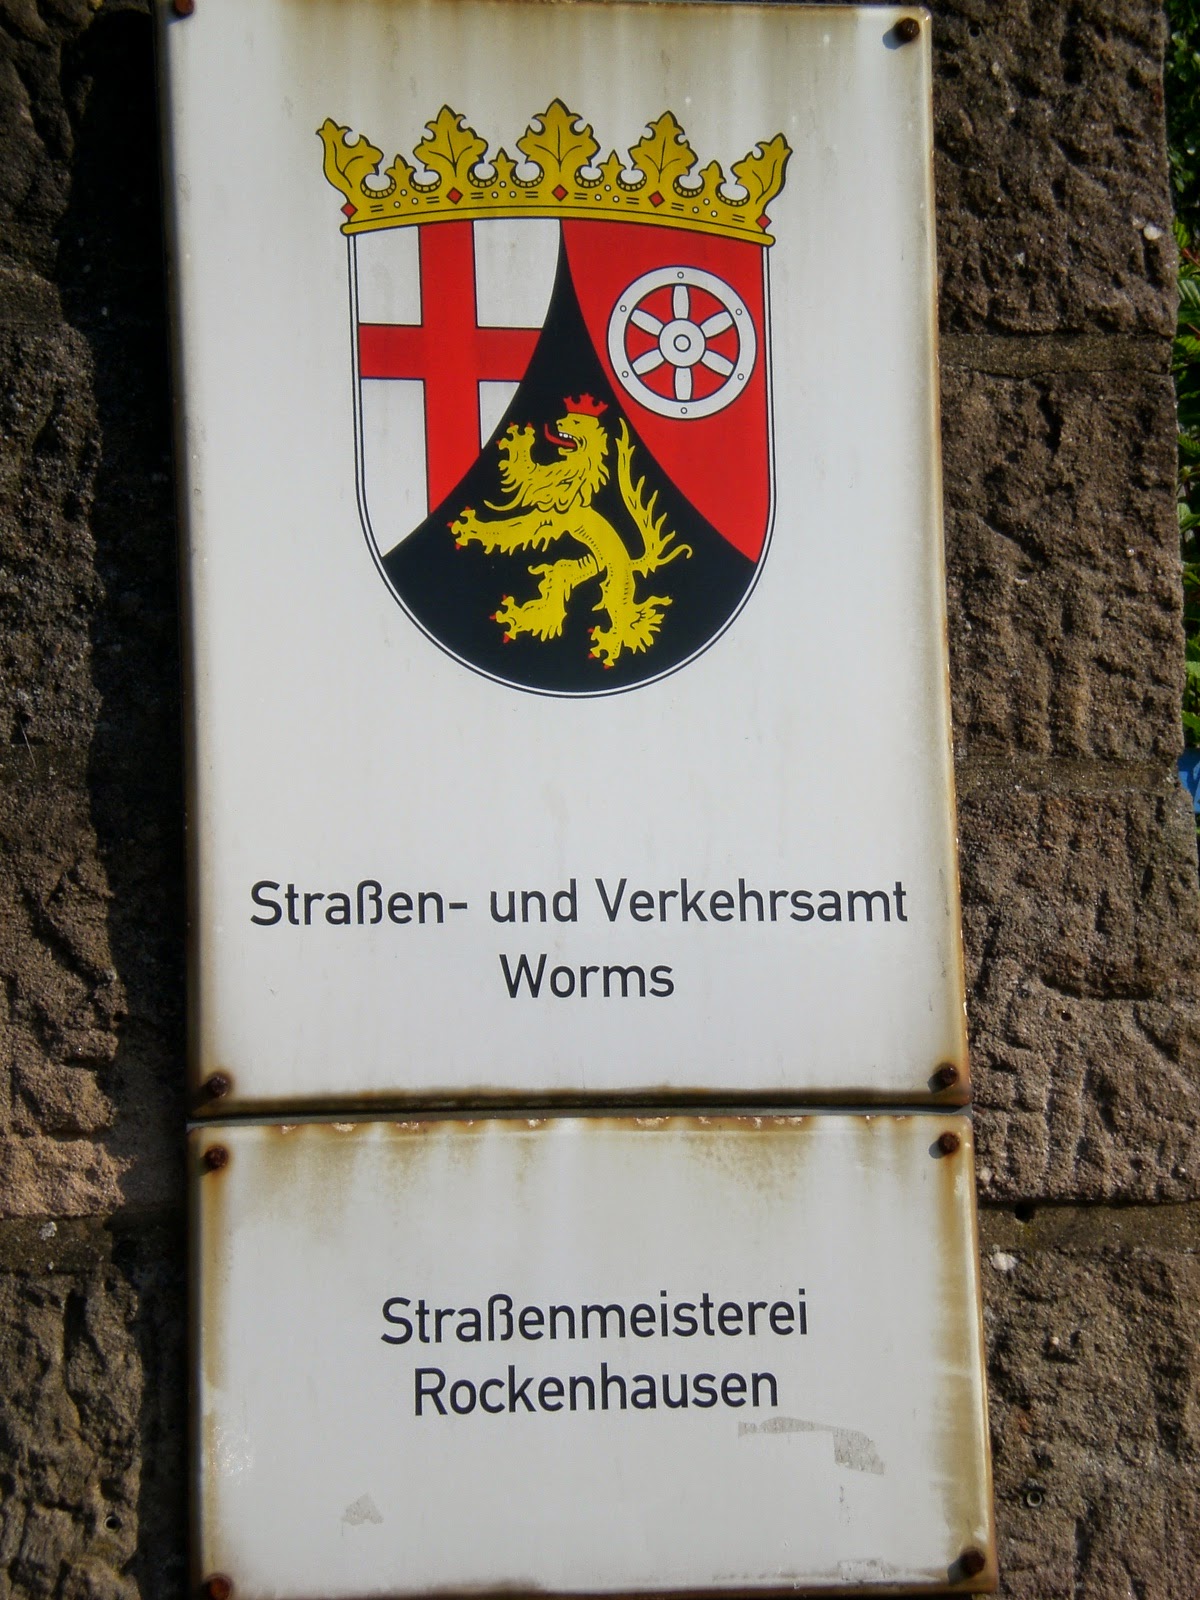 Straßen- und Verkehrsamt
Worms
Straßenmeisterei
Rockenhausen